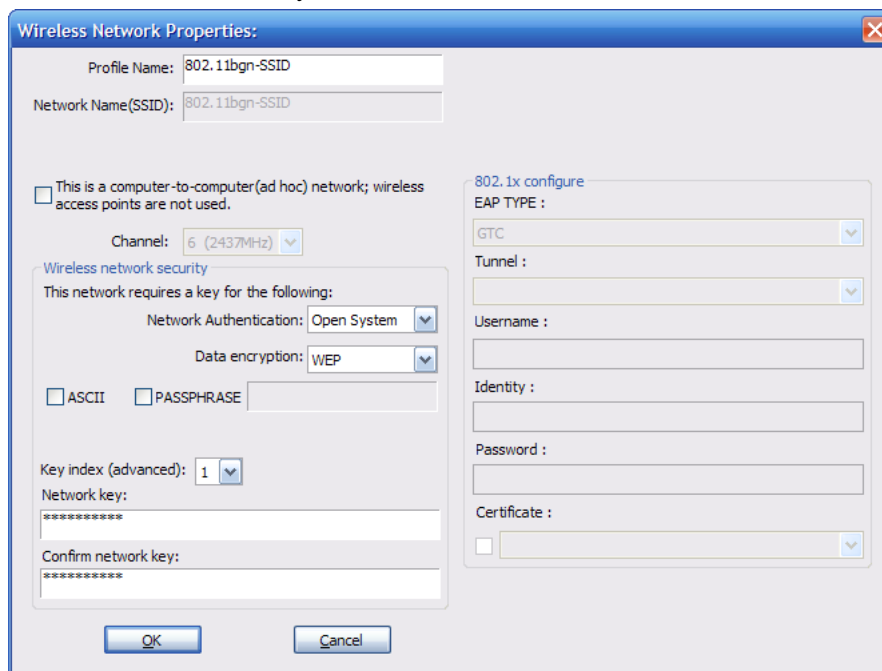 Wireless Network Properties:
Profile Name: 802.11bgn-SSID
Network Name(SSID): 802.11bgn-SSID
This is a computer-to-computer(ad hoc) network; wireless
access points are not used.
Channel: 6 (2437MHz)
Wireless network security
This network requires a key for the following:
Network Authentication: Open System
Data encryption: WEP
ASCII PASSPHRASE
Key index (advanced): 1
Network key:
**********
Confirm network key:
**********
OK Cancel
802.1x configure
EAP TYPE :
GTC
Tunnel :
Username :
Identity :
Password :
Certificate :